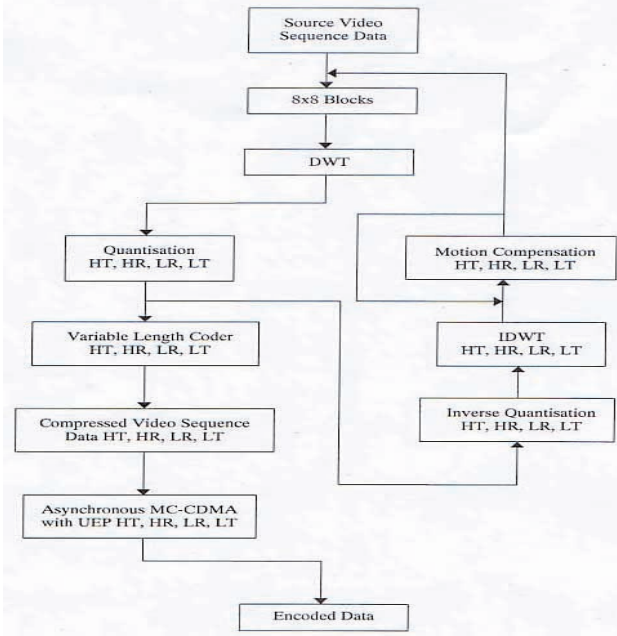 Source Video
Sequence Data
8x8 Blocks
DWT
Quantisation
HT, HR, LR, LT
Variable Length Coder
HT, HR, LR, LT
Compressed Video Sequence
Data HT, HR, LR, LT
Asynchronous MC-CDMA
with UEP HT, HR, LR, LT
Encoded Data
Motion Compensation
HT, HR, LR, LT
IDWT
HT, HR, LR, LT
Inverse Quantisation
HT, HR, LR, LT